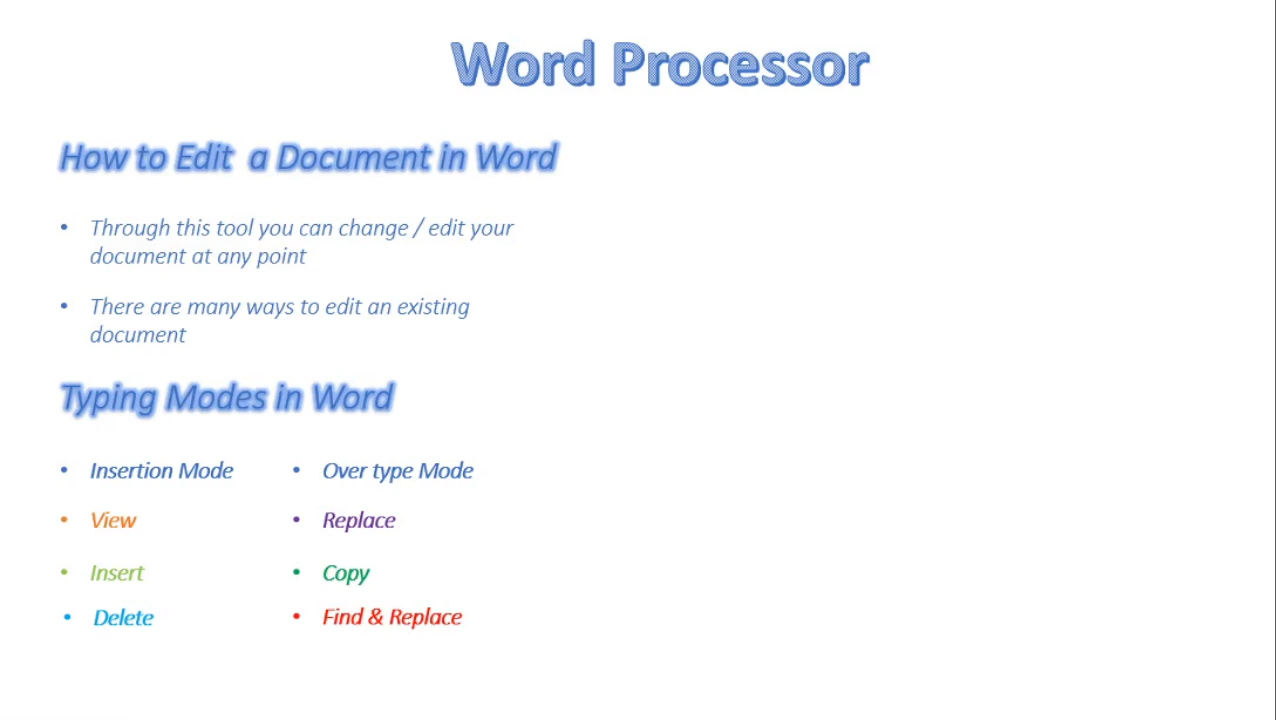 Word Processor
How to Edit  a Document in Word
• Through this tool you can change / edit your
document at any point
• There are many ways to edit an existing
document
Typing Modes in Word
• Insertion Mode
• Over type Mode
• View
• Replace
• Insert
• Copy
• Delete
• Find & Replace